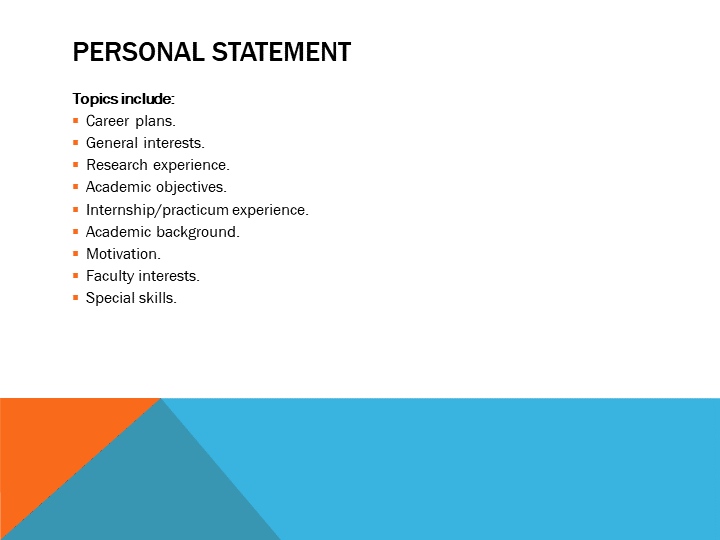 PERSONAL STATEMENT
Topics include:
▪ Career plans.
▪ General interests.
▪ Research experience.
▪ Academic objectives.
▪ Internship/practicum experience.
▪ Academic background.
▪ Motivation.
▪ Faculty interests.
▪ Special skills.